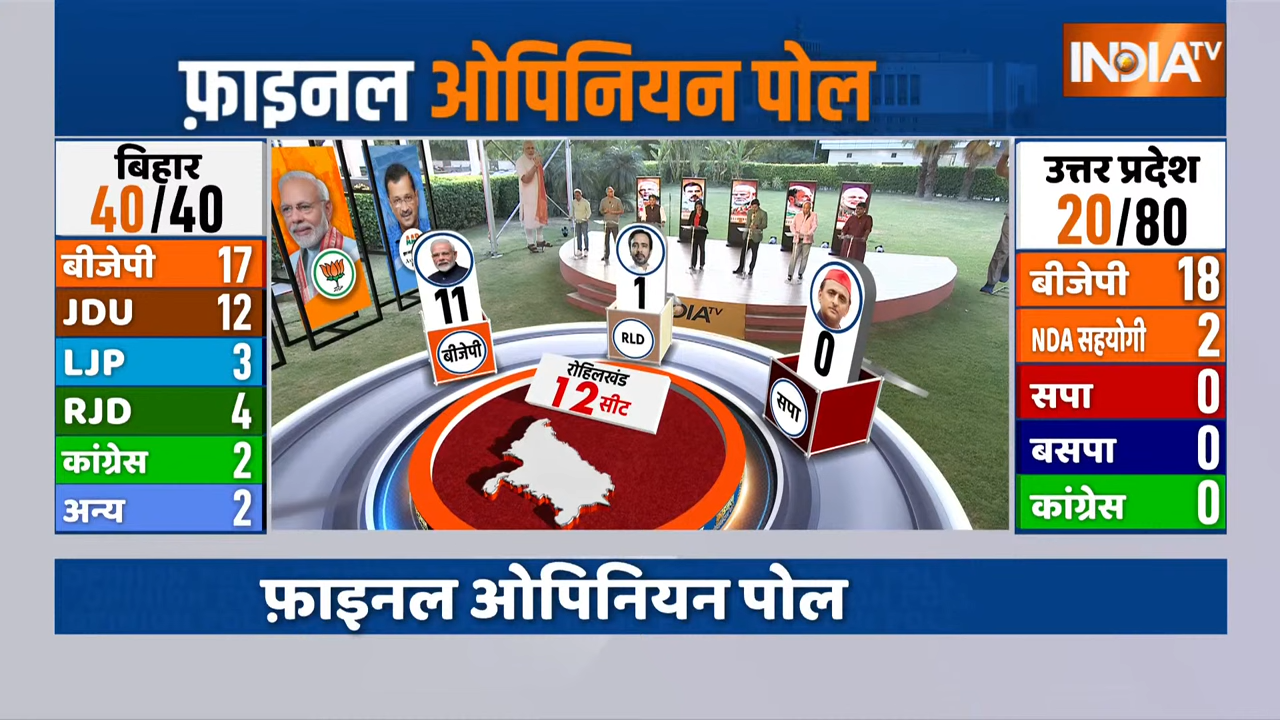 फ़ाइनल ओपिनियन पोल
INDIA TV
बिहार
40/40
बीजेपी 17
JDU 12
LJP 3
RJD 4
कांग्रेस 2
अन्य 2
11
बीजेपी
1
RLD
0
सपा
रोहिलखंड
12 सीट
उत्तर प्रदेश
20/80
बीजेपी 18
NDA सहयोगी 2
सपा 0
बसपा 0
कांग्रेस 0
फ़ाइनल ओपिनियन पोल